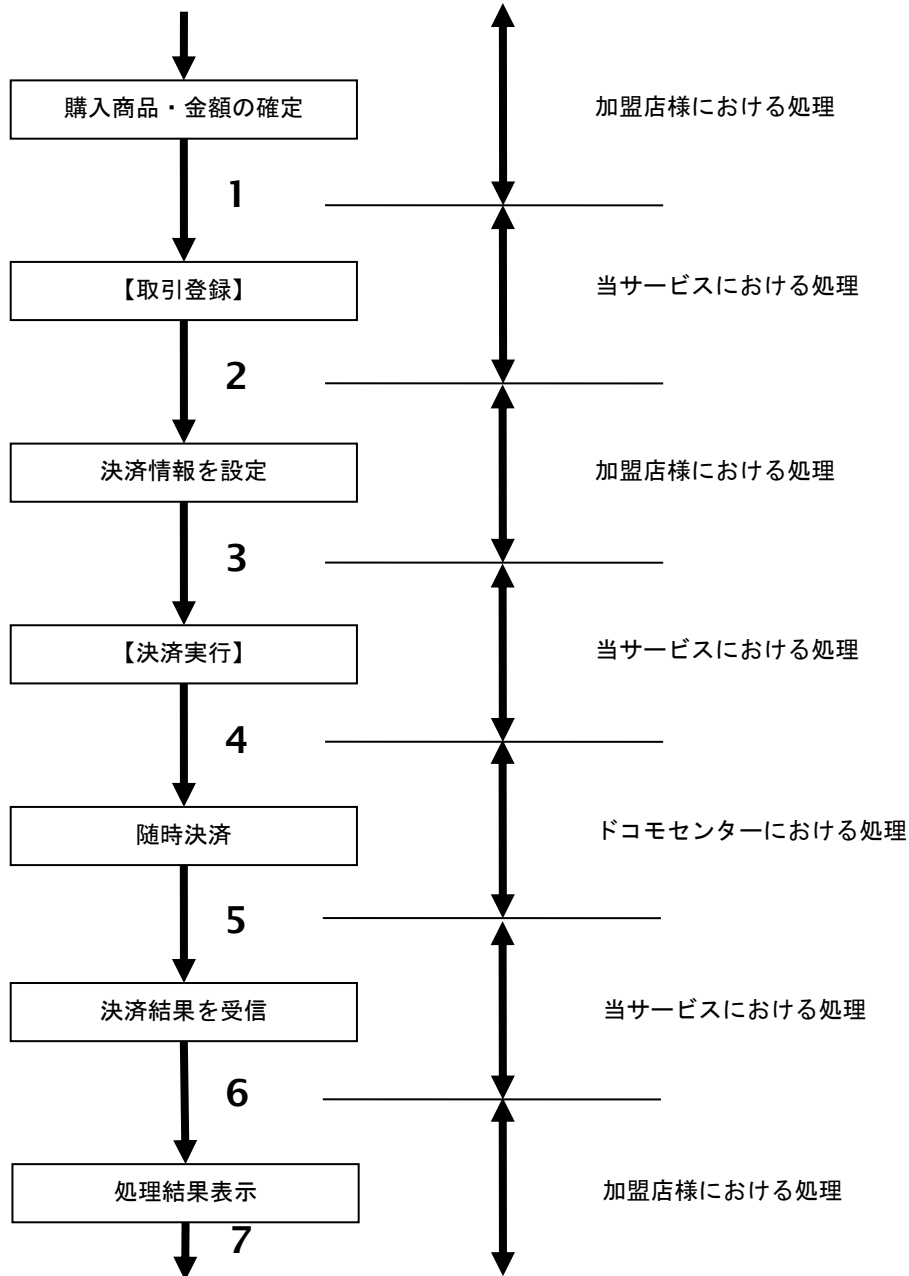 購入商品・金額の確定
加盟店様における処理
1
【取引登録】
当サービスにおける処理
2
決済情報を設定
加盟店様における処理
3
【決済実行】
当サービスにおける処理
4
随時決済
ドコモセンターにおける処理
5
決済結果を受信
当サービスにおける処理
6
処理結果表示
加盟店様における処理
7